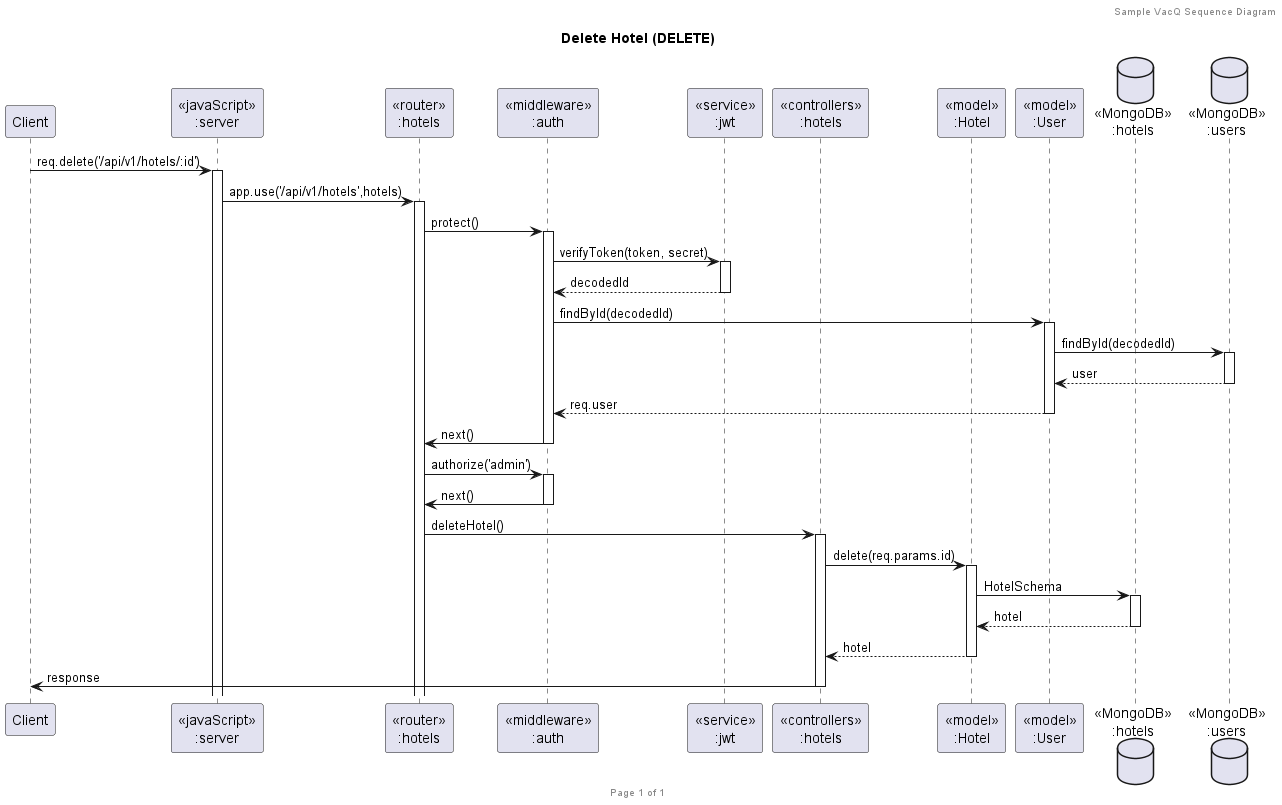 Sample VacQ Sequence Diagram
Delete Hotel (DELETE)
Client
«javaScript»
:server
«router»
:hotels
«middleware»
:auth
«service»
:jwt
«controllers»
:hotels
«model»
:Hotel
«model»
:User
«MongoDB»
:hotels
«MongoDB»
:users
req.delete('/api/v1/hotels/:id')
app.use('/api/v1/hotels',hotels)
protect()
verifyToken(token, secret)
decodedId
findById(decodedId)
findById(decodedId)
user
req.user
next()
authorize('admin')
next()
deleteHotel()
delete(req.params.id)
HotelSchema
hotel
hotel
response
Client
«javaScript»
:server
«router»
:hotels
«middleware»
:auth
«service»
:jwt
«controllers»
:hotels
«model»
:Hotel
«model»
:User
«MongoDB»
:hotels
«MongoDB»
:users
Page 1 of 1